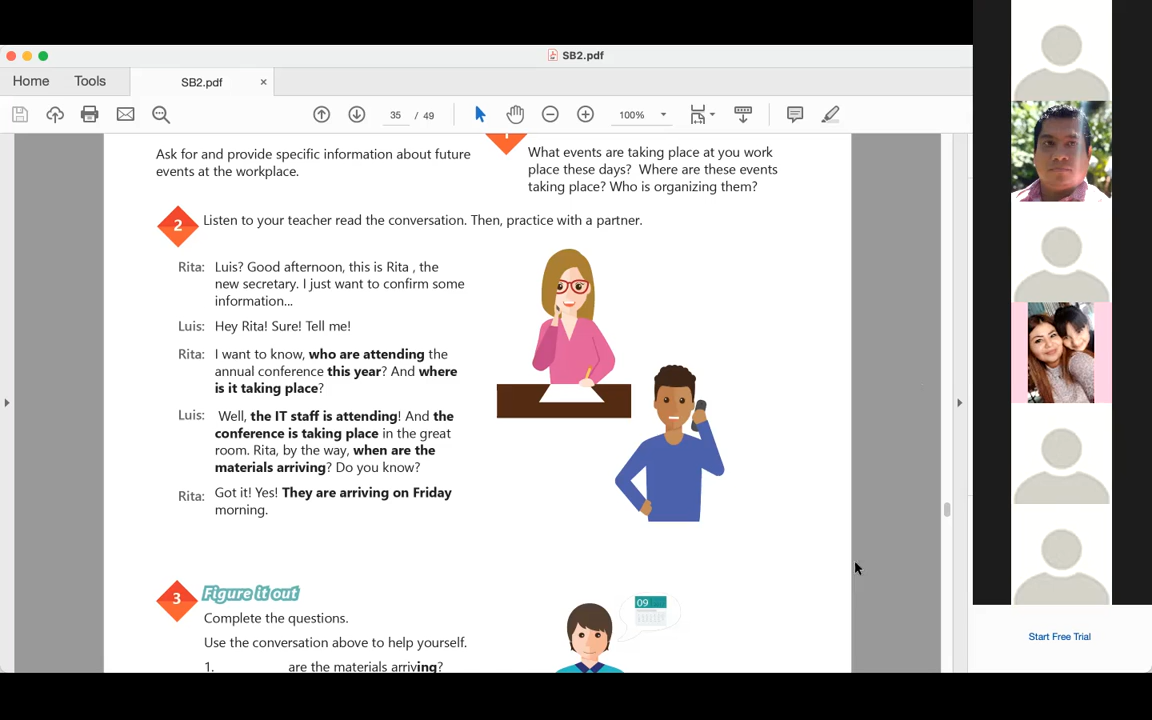 SB2.pdf
Home
Tools
SB2.pdf
×
35 / 49
100%
1
Ask for and provide specific information about future
events at the workplace.
What events are taking place at you work
place these days? Where are these events
taking place? Who is organizing them?
2
Listen to your teacher read the conversation. Then, practice with a partner.
Rita: Luis? Good afternoon, this is Rita , the
new secretary. I just want to confirm some
information...
Luis: Hey Rita! Sure! Tell me!
Rita: I want to know, who are attending the
annual conference this year? And where
is it taking place?
Luis: Well, the IT staff is attending! And the
conference is taking place in the great
room. Rita, by the way, when are the
materials arriving? Do you know?
Rita: Got it! Yes! They are arriving on Friday
morning.
3
Figure it out
Complete the questions.
Use the conversation above to help yourself.
1. are the materials arriving?
09
Start Free Trial